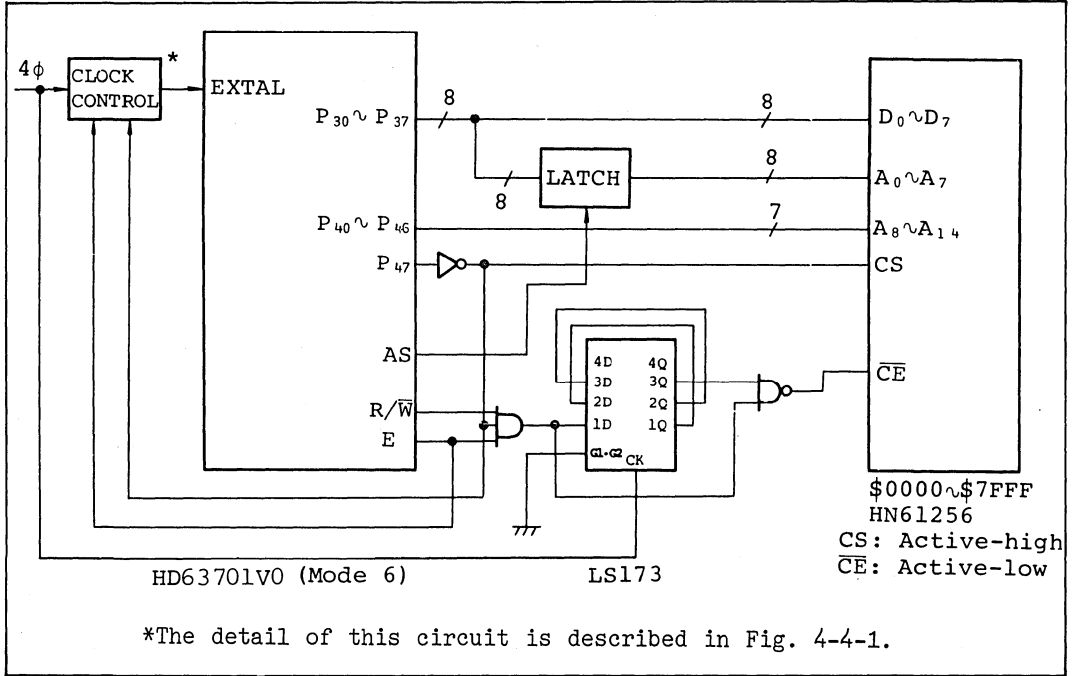 4φ
CLOCK
CONTROL
*
EXTAL
P₃₀∿P₃₇
8
8
D₀∿D₇
LATCH
8
8
A₀∿A₇
P₄₀∿P₄₆
7
A₈∿A₁₄
P₄₇
CS
AS
4D 4Q
3D 3Q
2D 2Q
1D 1Q
G1·G2 CK
C̅E̅
R/W̅
E
$0000∿$7FFF
HN61256
CS: Active-high
C̅E̅: Active-low
HD63701V0 (Mode 6)
LS173
*The detail of this circuit is described in Fig. 4-4-1.